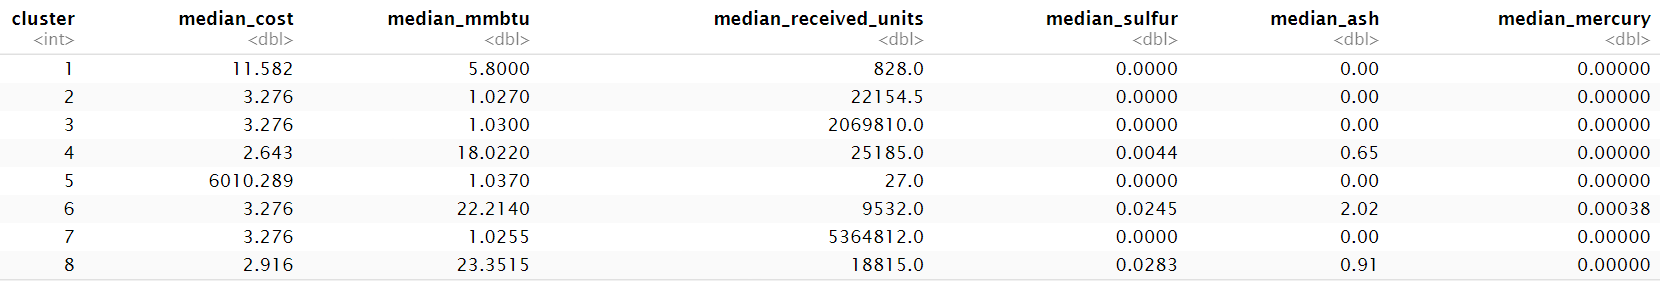 cluster median_cost median_mmbtu median_received_units median_sulfur median_ash median_mercury
<int> <dbl> <dbl> <dbl> <dbl> <dbl> <dbl>
1 11.582 5.8000 828.0 0.0000 0.00 0.00000
2 3.276 1.0270 22154.5 0.0000 0.00 0.00000
3 3.276 1.0300 2069810.0 0.0000 0.00 0.00000
4 2.643 18.0220 25185.0 0.0044 0.65 0.00000
5 6010.289 1.0370 27.0 0.0000 0.00 0.00000
6 3.276 22.2140 9532.0 0.0245 2.02 0.00038
7 3.276 1.0255 5364812.0 0.0000 0.00 0.00000
8 2.916 23.3515 18815.0 0.0283 0.91 0.00000